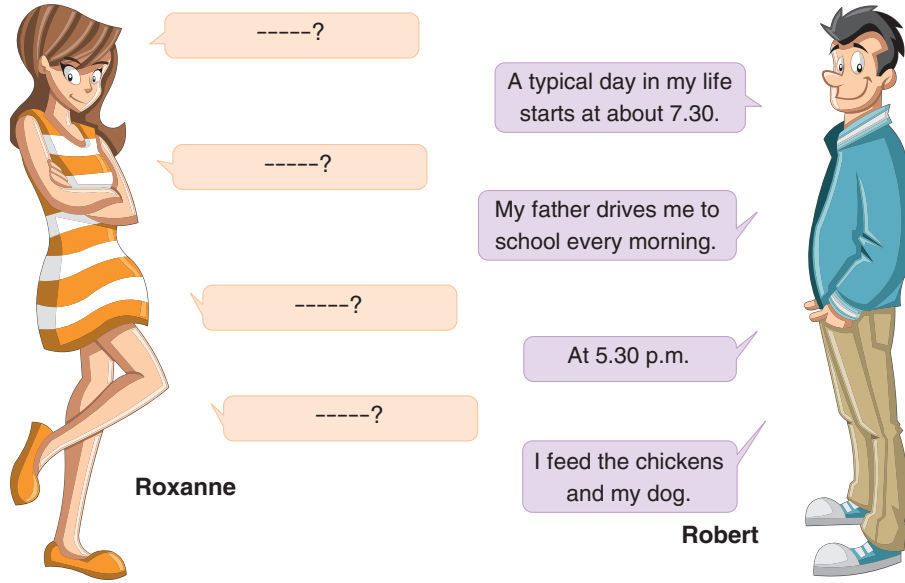 -----?
A typical day in my life
starts at about 7.30.
-----?
My father drives me to
school every morning.
-----?
At 5.30 p.m.
-----?
I feed the chickens
and my dog.
Roxanne
Robert